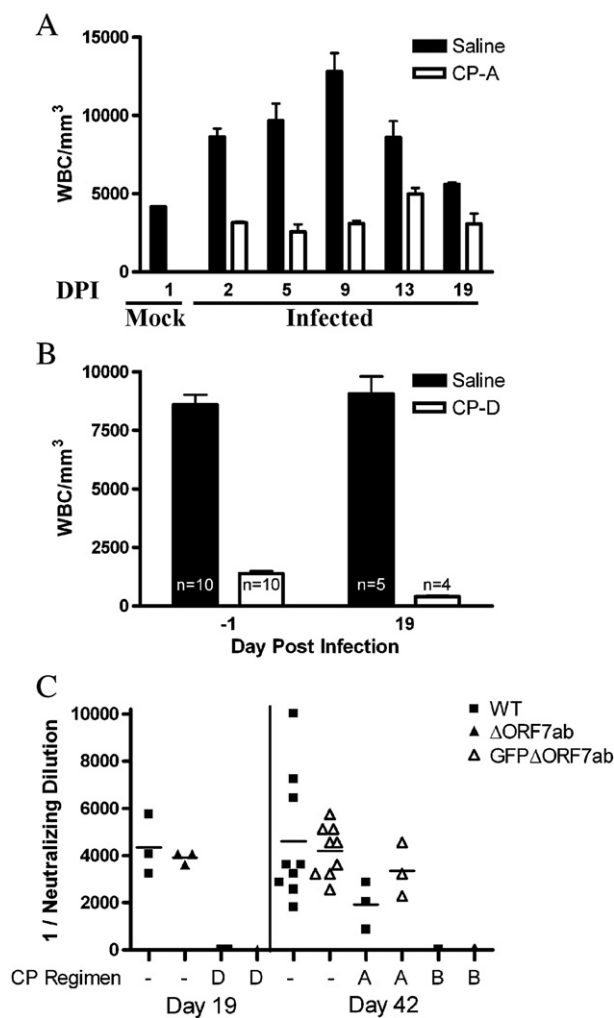 A
15000
10000
5000
0
WBC/mm³
Saline
CP-A
DPI 1 2 5 9 13 19
Mock Infected
B
10000
7500
5000
2500
0
WBC/mm³
Saline
CP-D
n=10 n=10 n=5 n=4
-1 19
Day Post Infection
C
10000
8000
6000
4000
2000
0
1 / Neutralizing Dilution
WT
ΔORF7ab
GFPΔORF7ab
CP Regimen - - D D - - A A B B
Day 19 Day 42